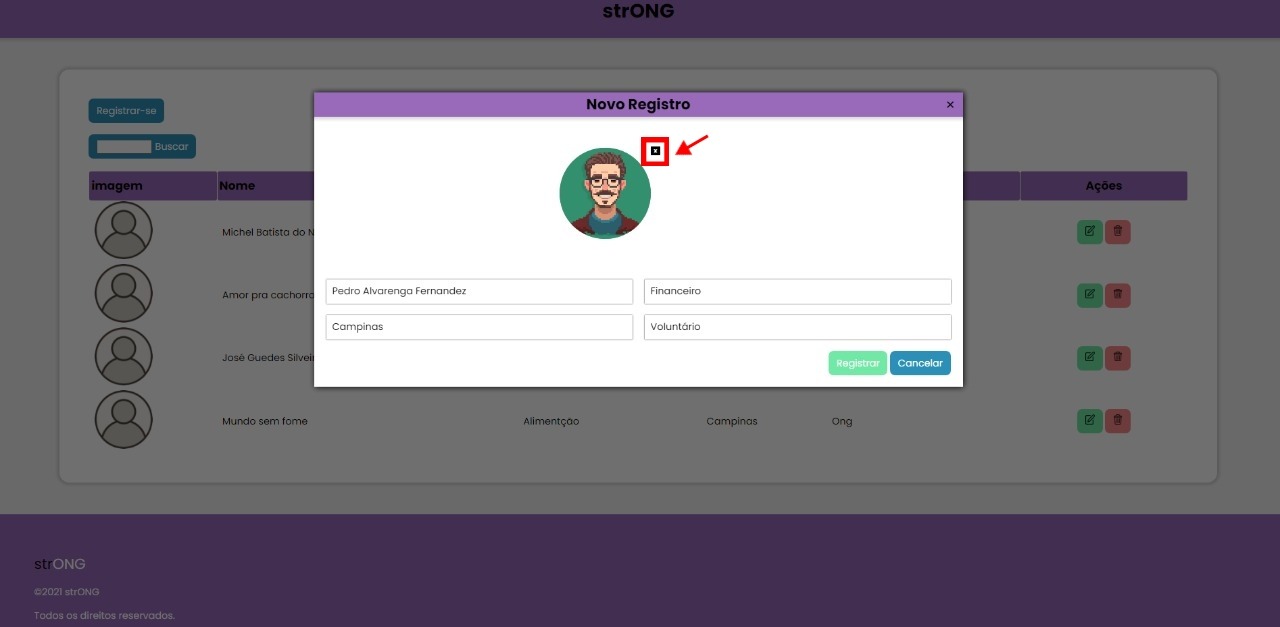 strONG
Registrar-se
Buscar
Novo Registro
×
x
imagem
Nome
Ações
Michel Batista do N
Amor pra cachorro
José Guedes Silvei
Pedro Alvarenga Fernandez
Financeiro
Campinas
Voluntário
Registrar
Cancelar
Mundo sem fome
Alimentção
Campinas
Ong
strONG
©2021 strONG
Todos os direitos reservados.